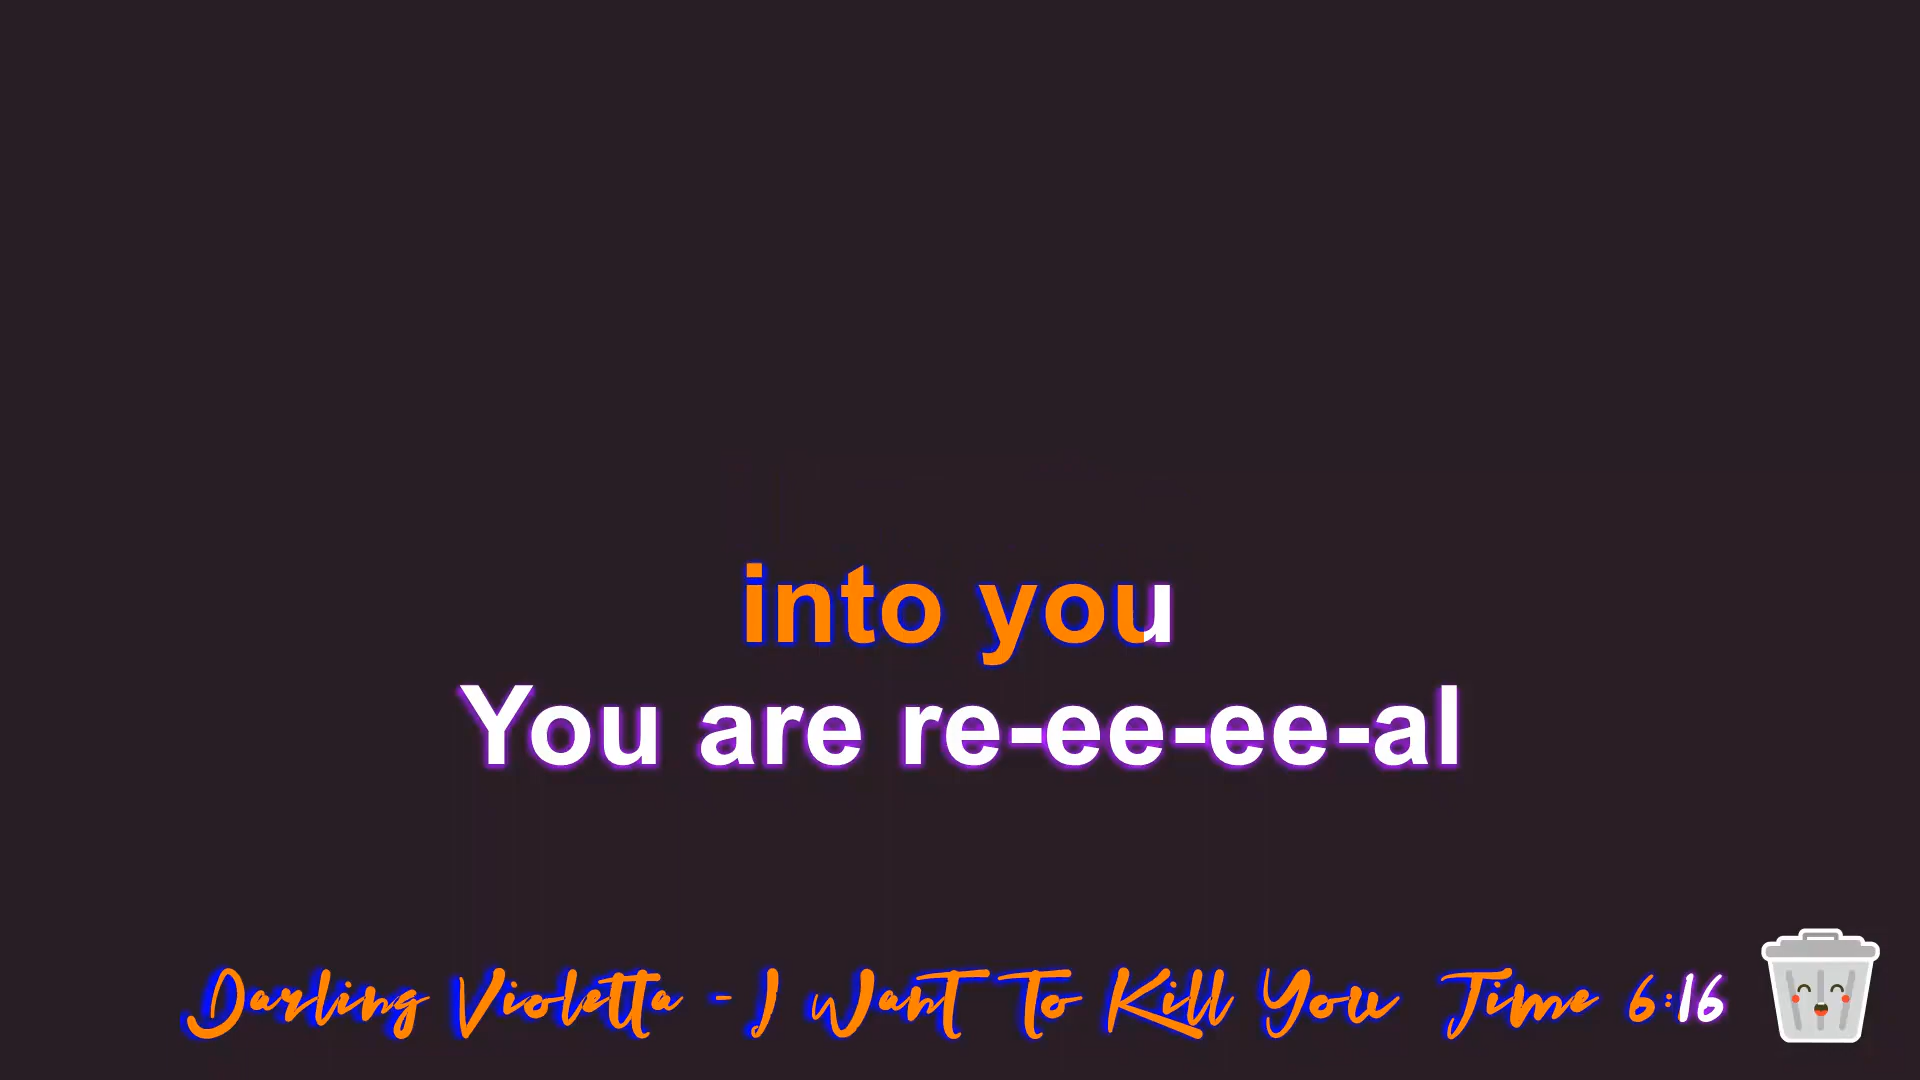 into you
You are re-ee-ee-al
Darling Violetta - I Want To Kill You Time 6:16